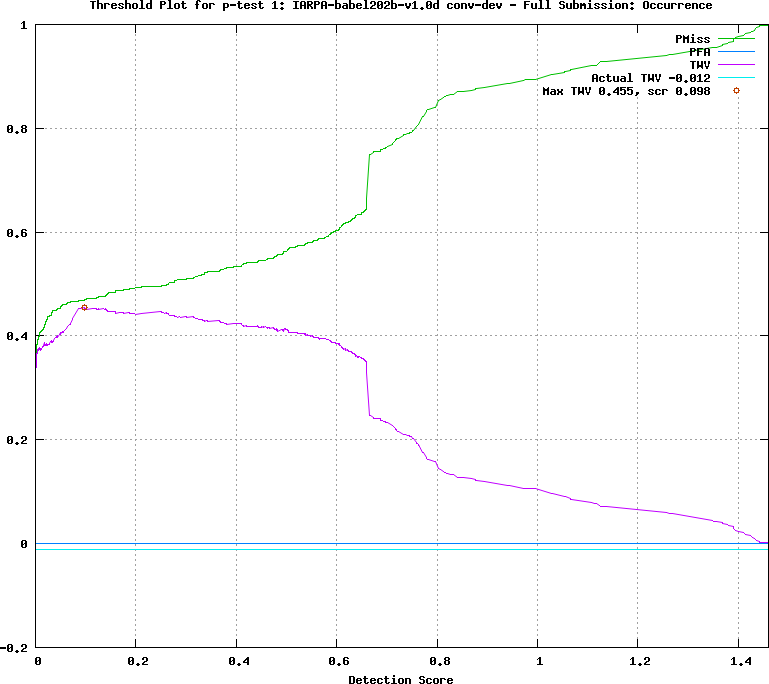 Threshold Plot for p-test 1: IARPA-babel202b-v1.0d conv-dev - Full Submission: Occurrence
PMiss
PFA
TWV
Actual TWV -0.012
Max TWV 0.455, scr 0.098
1
0.8
0.6
0.4
0.2
0
-0.2
0 0.2 0.4 0.6 0.8 1 1.2 1.4
Detection Score